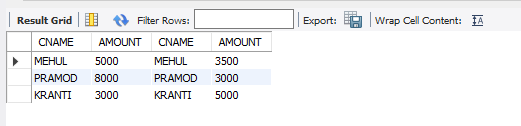 Result Grid Filter Rows: Export: Wrap Cell Content: IA
CNAME AMOUNT CNAME AMOUNT
MEHUL 5000 MEHUL 3500
PRAMOD 8000 PRAMOD 3000
KRANTI 3000 KRANTI 5000